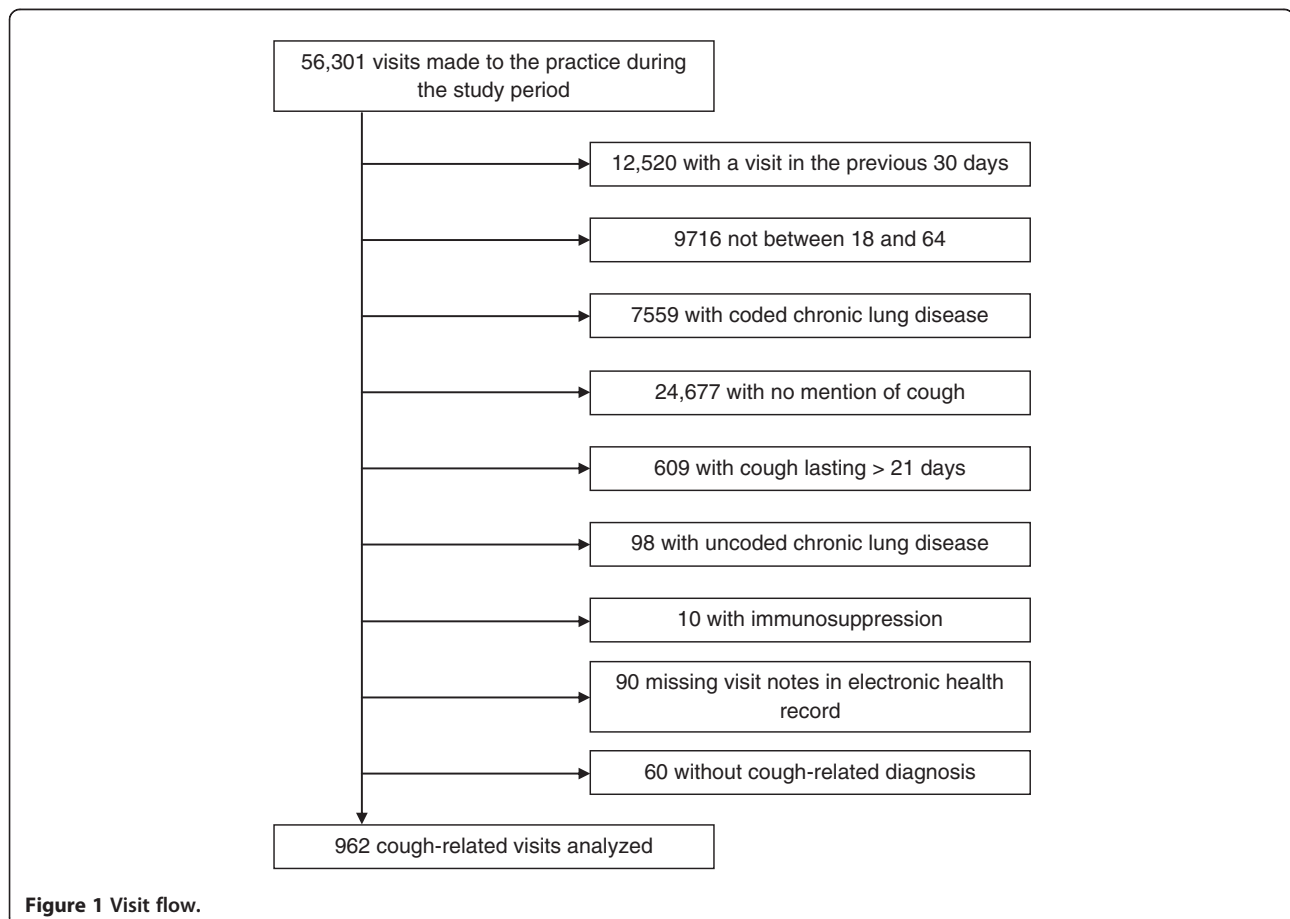 56,301 visits made to the practice during
the study period
12,520 with a visit in the previous 30 days
9716 not between 18 and 64
7559 with coded chronic lung disease
24,677 with no mention of cough
609 with cough lasting > 21 days
98 with uncoded chronic lung disease
10 with immunosuppression
90 missing visit notes in electronic health
record
60 without cough-related diagnosis
962 cough-related visits analyzed
Figure 1 Visit flow.